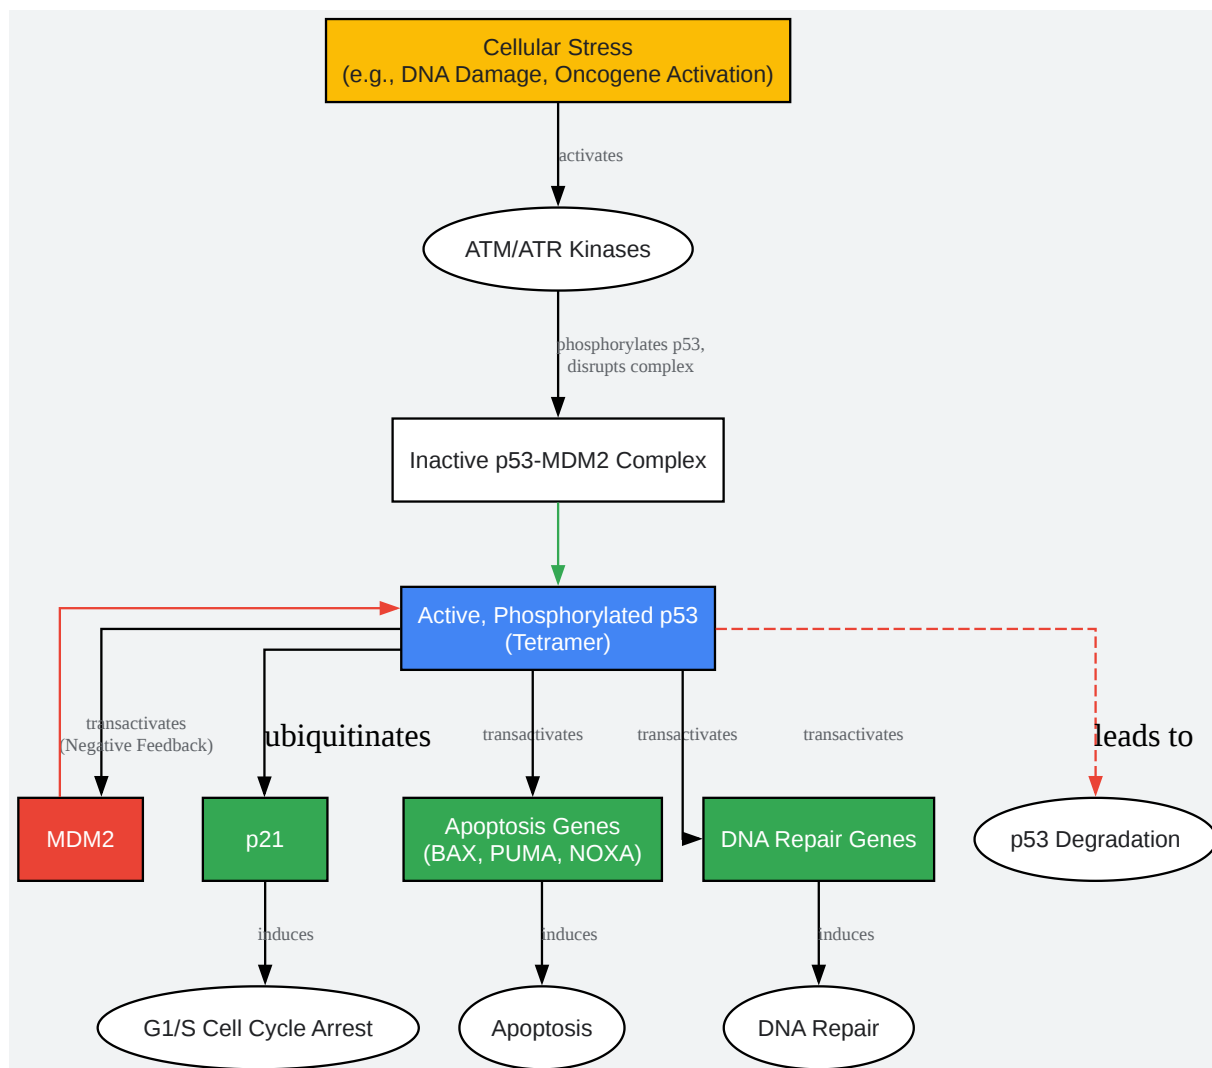 Cellular Stress
(e.g., DNA Damage, Oncogene Activation)
activates
ATM/ATR Kinases
phosphorylates p53,
disrupts complex
Inactive p53-MDM2 Complex
Active, Phosphorylated p53
(Tetramer)
transactivates
(Negative Feedback)
ubiquitinates
transactivates
transactivates
transactivates
leads to
MDM2
p21
Apoptosis Genes
(BAX, PUMA, NOXA)
DNA Repair Genes
p53 Degradation
induces
induces
induces
G1/S Cell Cycle Arrest
Apoptosis
DNA Repair